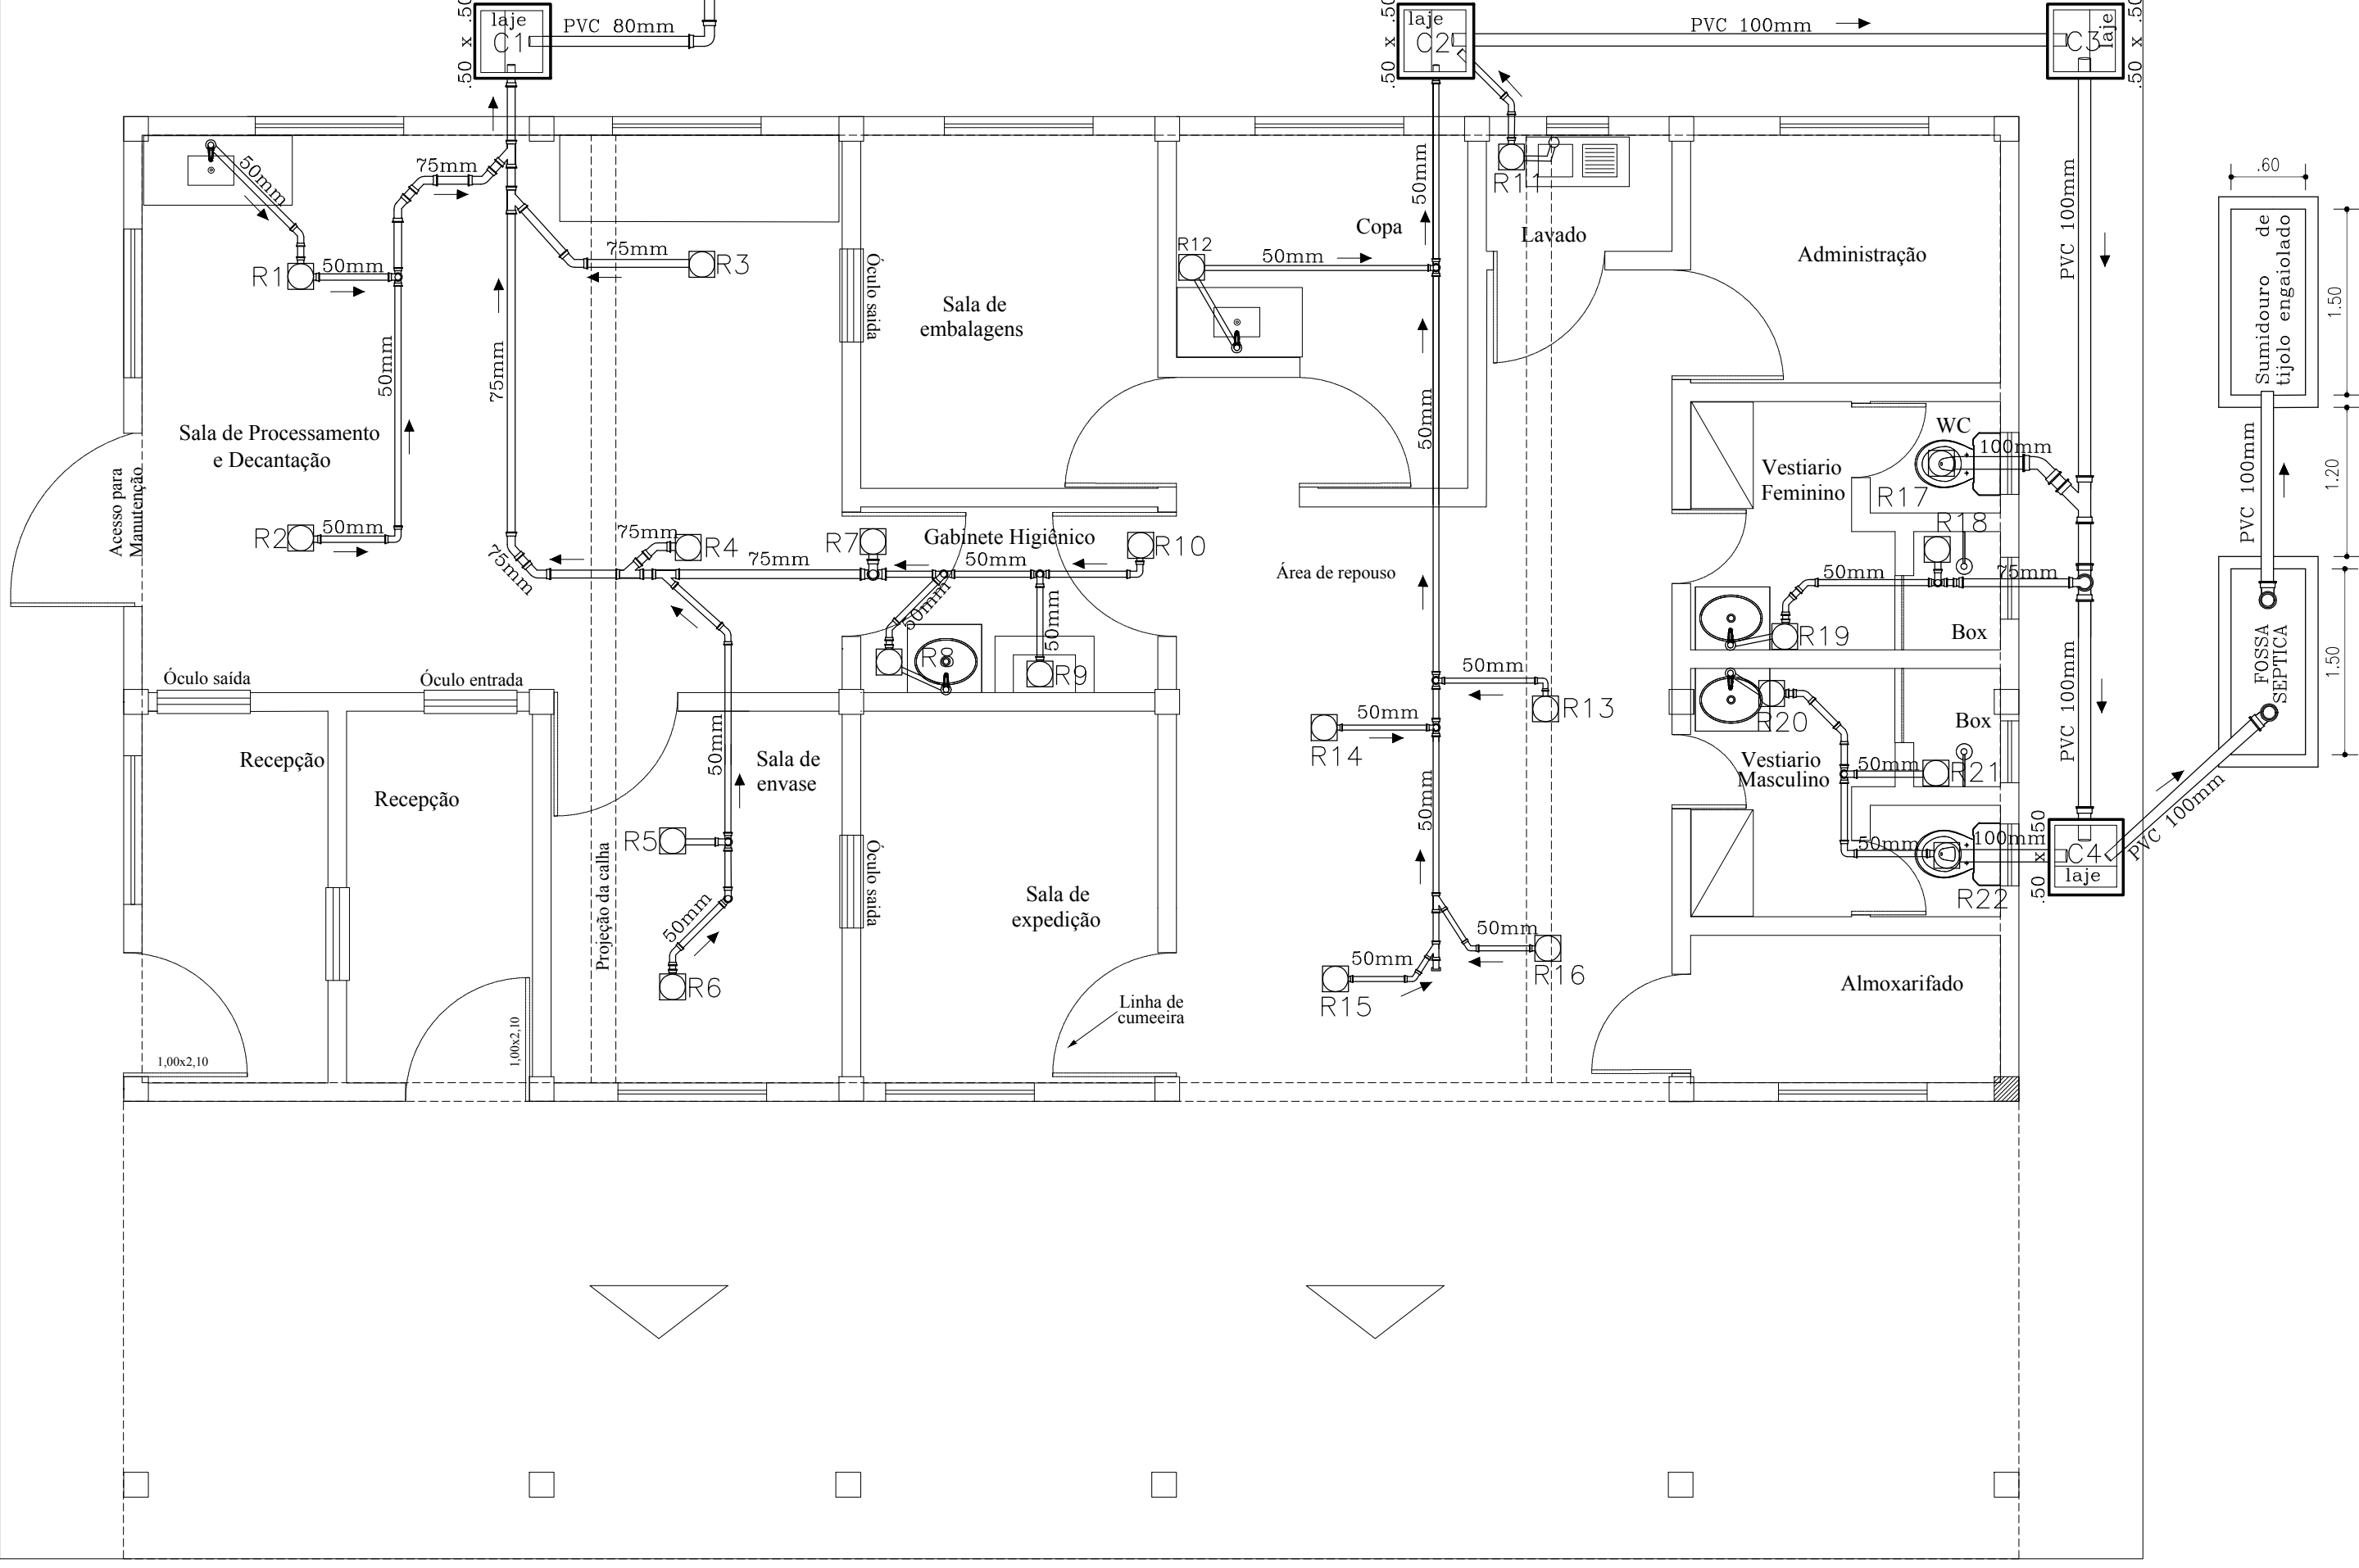 laje
C1
.50 x .50
PVC 80mm
laje
C2
.50 x .50
PVC 100mm
C3
laje
.50 x .50
50mm
75mm
R1
50mm
50mm
R2
50mm
75mm
75mm
R3
Sala de Processamento
e Decantação
Acesso para
Manutenção
Óculo saída
Sala de
embalagens
R12
50mm
Copa
50mm
50mm
R11
Lavado
Administração
PVC 100mm
.60
Sumidouro de
tijolo engaiolado
1.50
PVC 100mm
1.20
FOSSA
SEPTICA
1.50
WC
100mm
Vestiario
Feminino
R17
R18
50mm
75mm
R19
Box
75mm
75mm
R4
75mm
R7
Gabinete Higiênico
50mm
R10
50mm
50mm
R8
R9
Área de repouso
Óculo saída
Óculo entrada
Recepção
Recepção
50mm
Sala de
envase
R5
50mm
R6
Projeção da calha
Óculo saída
Sala de
expedição
Linha de
cumeeira
50mm
R13
50mm
R14
50mm
50mm
R15
50mm
R16
R20
Box
Vestiario
Masculino
50mm
R21
50mm
100mm
R22
PVC 100mm
.50 x .50
C4
laje
PVC 100mm
Almoxarifado
1,00x2,10
1,00x2,10